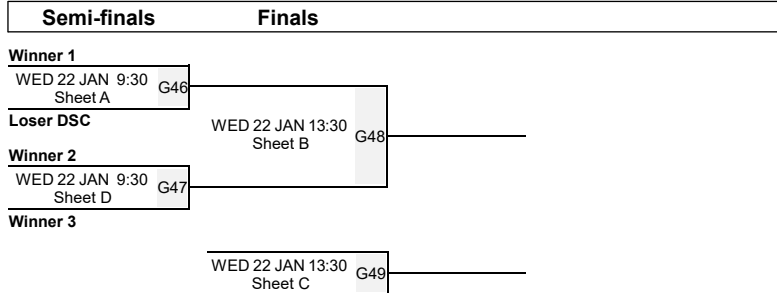 Semi-finals Finals
Winner 1
WED 22 JAN 9:30 G46
Sheet A
Loser DSC
WED 22 JAN 13:30 G48
Sheet B
Winner 2
WED 22 JAN 9:30 G47
Sheet D
Winner 3
WED 22 JAN 13:30 G49
Sheet C